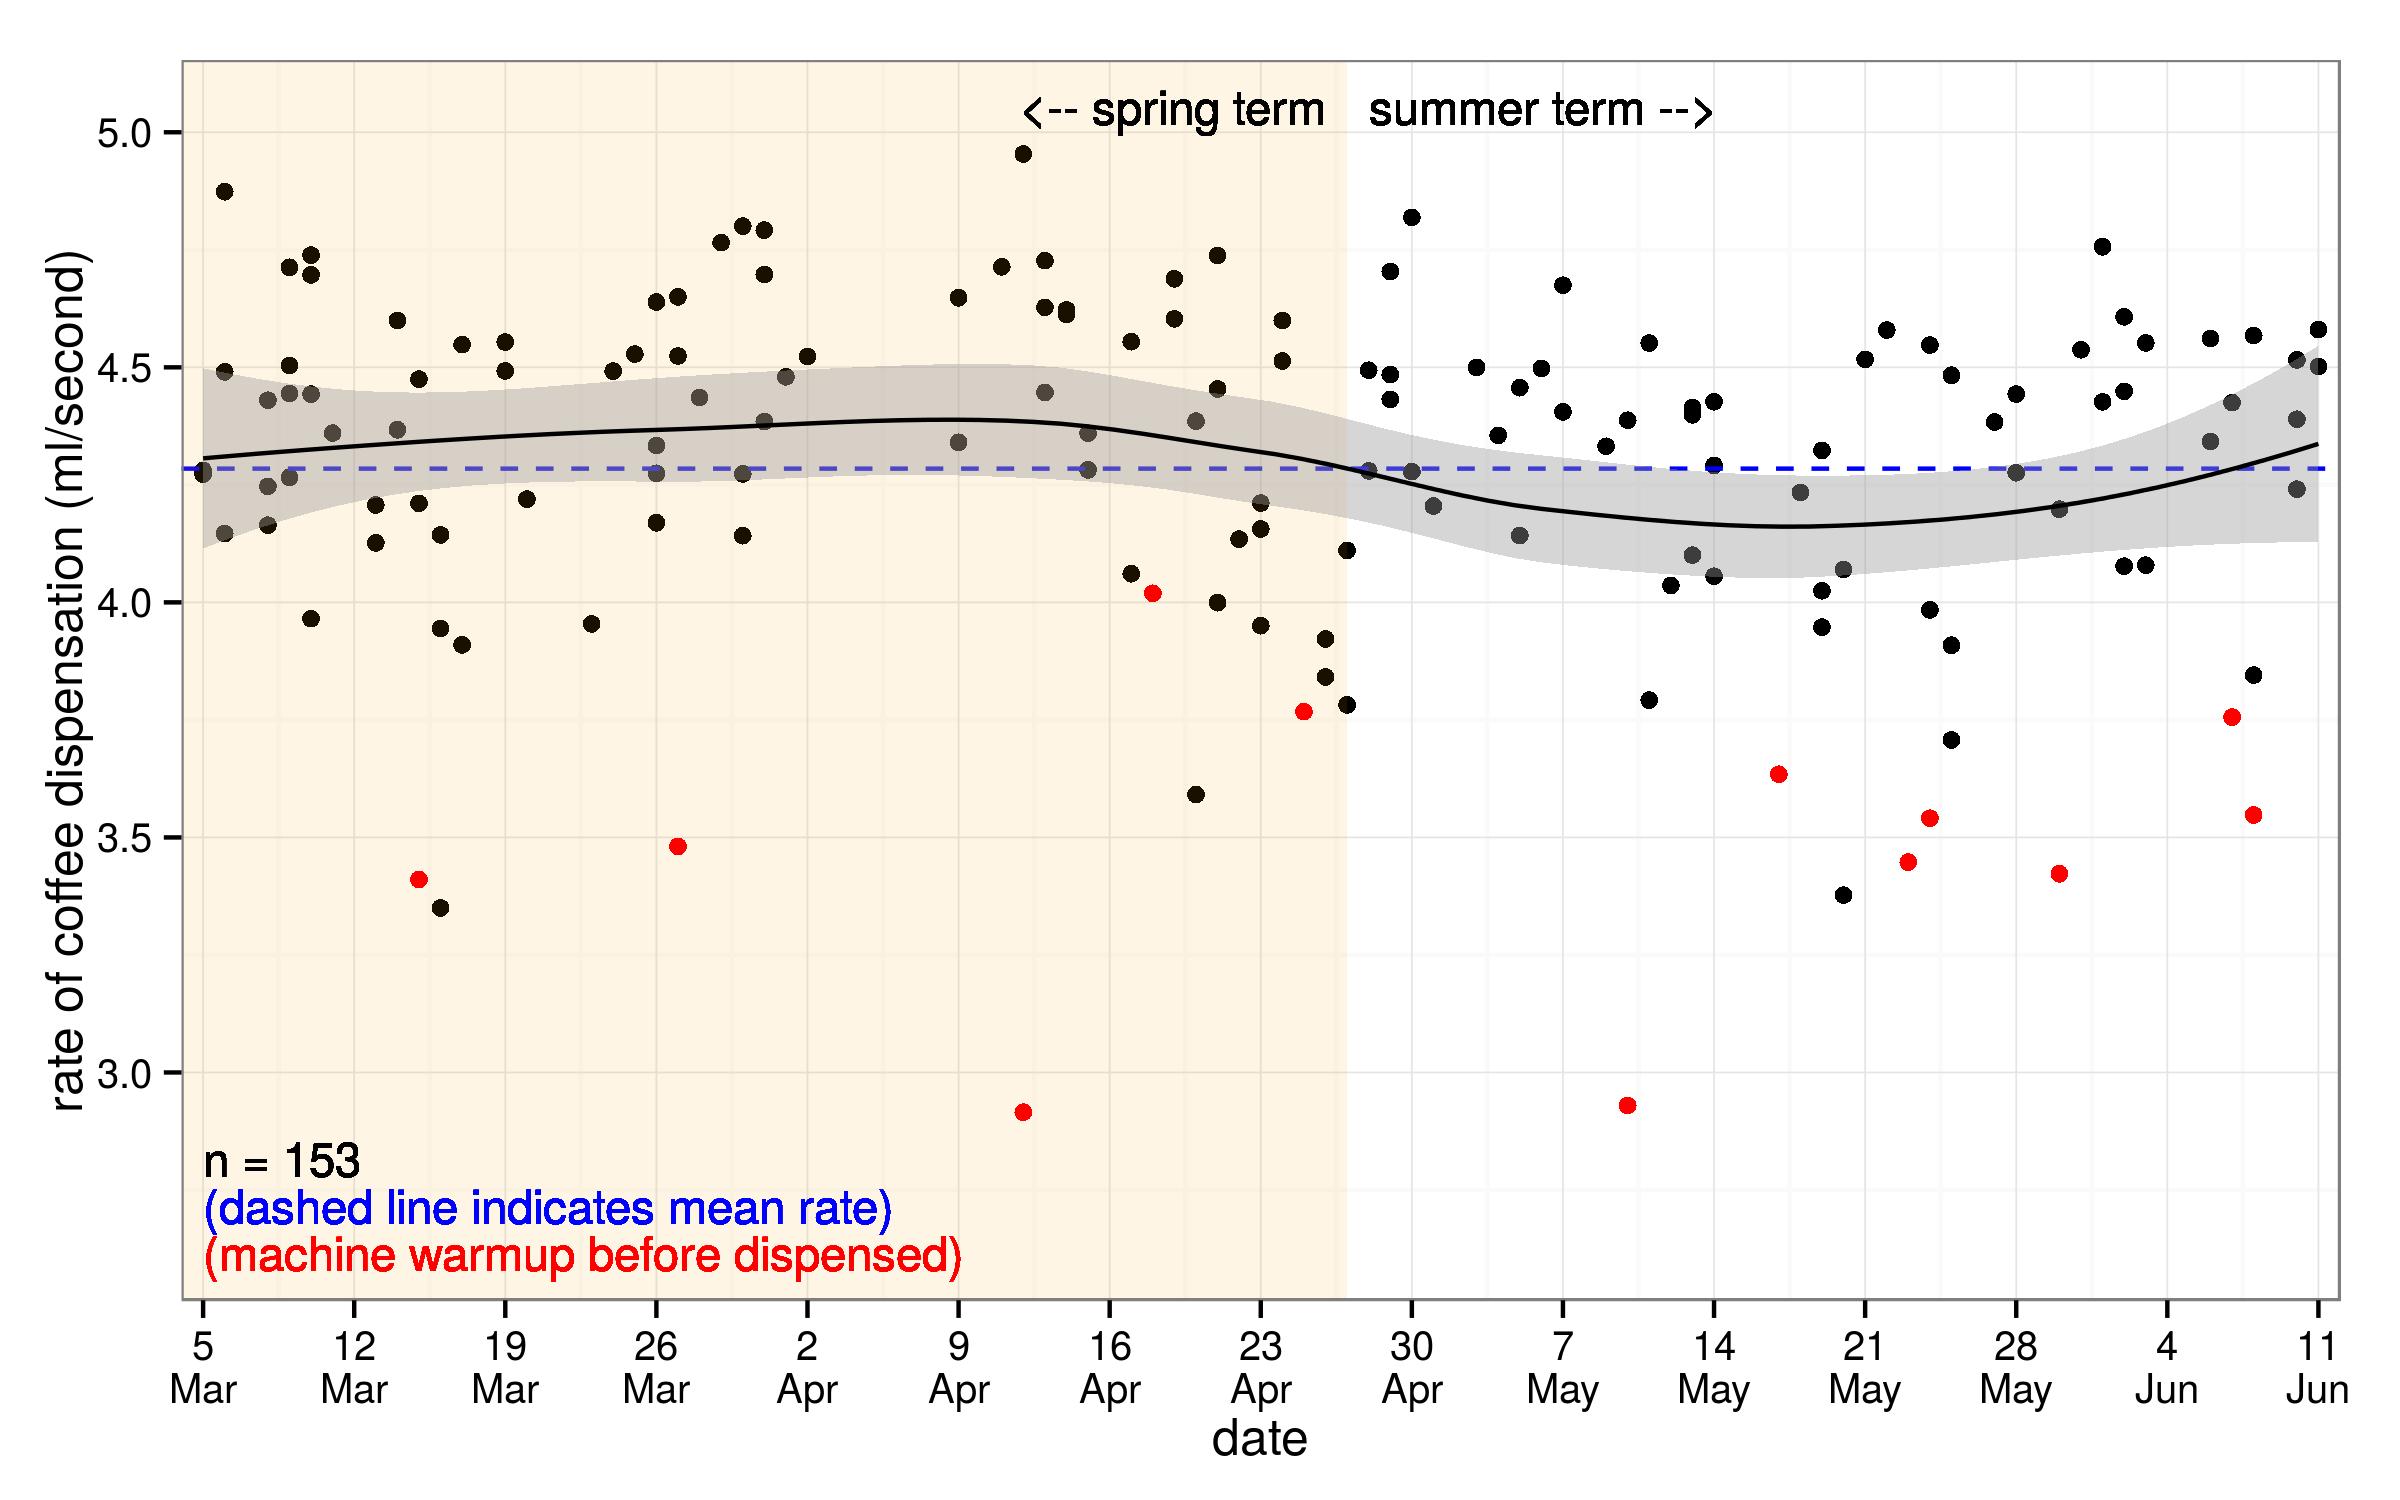 <-- spring term summer term -->
rate of coffee dispensation (ml/second)
5.0
4.5
4.0
3.5
3.0
n = 153
(dashed line indicates mean rate)
(machine warmup before dispensed)
5 12 19 26 2 9 16 23 30 7 14 21 28 4 11
Mar Mar Mar Mar Apr Apr Apr Apr Apr May May May May Jun Jun
date